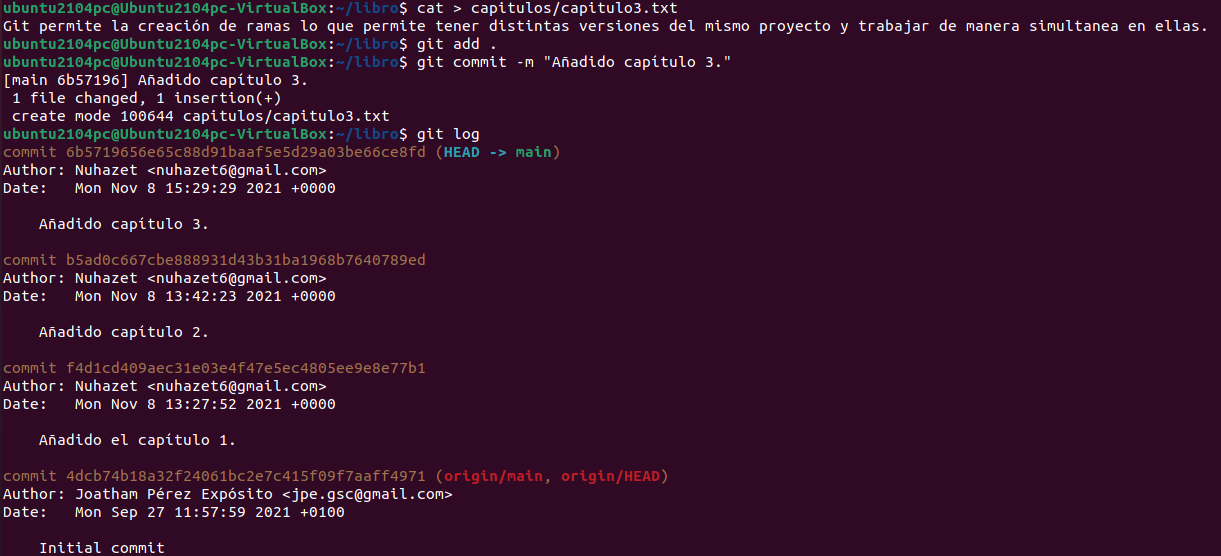 ubuntu2104pc@Ubuntu2104pc-VirtualBox:~/libro$ cat > capitulos/capitulo3.txt
Git permite la creación de ramas lo que permite tener distintas versiones del mismo proyecto y trabajar de manera simultanea en ellas.
ubuntu2104pc@Ubuntu2104pc-VirtualBox:~/libro$ git add .
ubuntu2104pc@Ubuntu2104pc-VirtualBox:~/libro$ git commit -m "Añadido capítulo 3."
[main 6b57196] Añadido capítulo 3.
 1 file changed, 1 insertion(+)
 create mode 100644 capitulos/capitulo3.txt
ubuntu2104pc@Ubuntu2104pc-VirtualBox:~/libro$ git log
commit 6b5719656e65c88d91baaf5e5d29a03be66ce8fd (HEAD -> main)
Author: Nuhazet <nuhazet6@gmail.com>
Date:   Mon Nov 8 15:29:29 2021 +0000
    Añadido capítulo 3.
commit b5ad0c667cbe888931d43b31ba1968b7640789ed
Author: Nuhazet <nuhazet6@gmail.com>
Date:   Mon Nov 8 13:42:23 2021 +0000
    Añadido capítulo 2.
commit f4d1cd409aec31e03e4f47e5ec4805ee9e8e77b1
Author: Nuhazet <nuhazet6@gmail.com>
Date:   Mon Nov 8 13:27:52 2021 +0000
    Añadido el capítulo 1.
commit 4dcb74b18a32f24061bc2e7c415f09f7aaff4971 (origin/main, origin/HEAD)
Author: Joatham Pérez Expósito <jpe.gsc@gmail.com>
Date:   Mon Sep 27 11:57:59 2021 +0100
    Initial commit